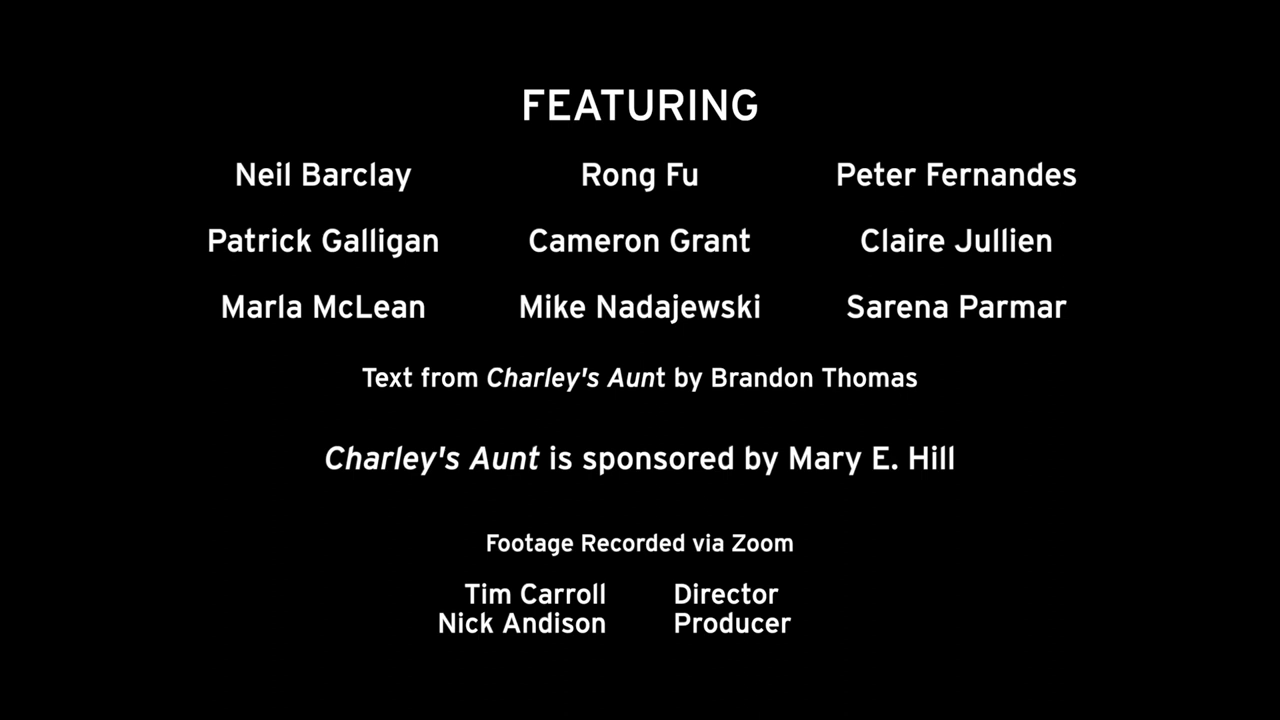 FEATURING
Neil Barclay Rong Fu Peter Fernandes
Patrick Galligan Cameron Grant Claire Jullien
Marla McLean Mike Nadajewski Sarena Parmar
Text from Charley's Aunt by Brandon Thomas
Charley's Aunt is sponsored by Mary E. Hill
Footage Recorded via Zoom
Tim Carroll Director
Nick Andison Producer